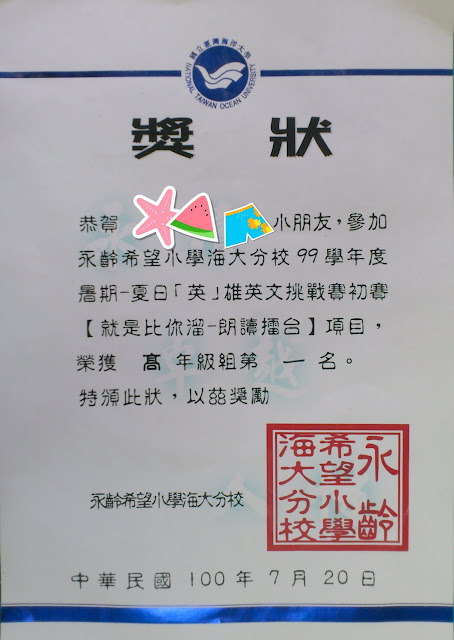 國立臺灣海洋大學
NATIONAL TAIWAN OCEAN UNIVERSITY
獎狀
恭賀 小朋友,參加
永齡希望小學海大分校99學年度
暑期-夏日「英」雄英文挑戰賽初賽
【就是比你溜-朗讀擂台】項目,
榮獲 高 年級組第 一 名。
特頒此狀,以茲獎勵
永齡希望小學海大分校
永齡
希望小學
海大分校
中華民國 100 年 7 月 20 日